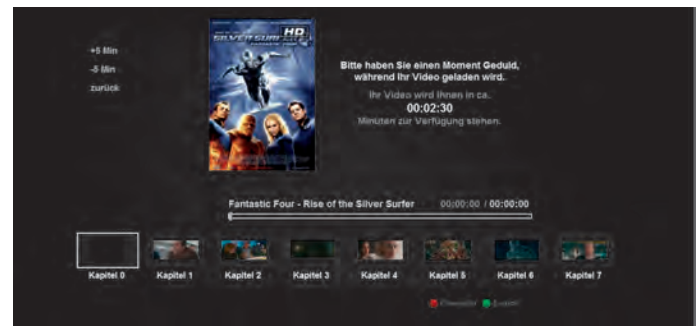 +5 Min
-5 Min
zurück
SILVER SURFER
HD
FANTASTIC FOUR
Bitte haben Sie einen Moment Geduld,
während Ihr Video geladen wird.
Ihr Video wird Ihnen in ca.
00:02:30
Minuten zur Verfügung stehen.
Fantastic Four - Rise of the Silver Surfer 00:00:00 / 00:00:00
Kapitel 0 Kapitel 1 Kapitel 2 Kapitel 3 Kapitel 4 Kapitel 5 Kapitel 6 Kapitel 7